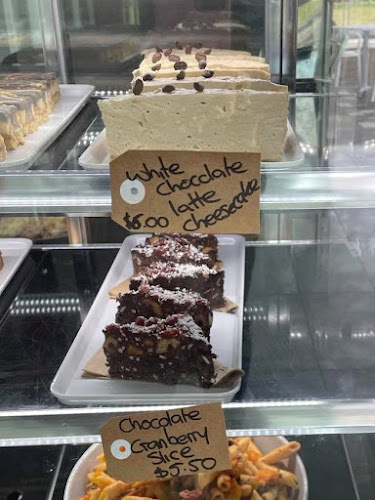 White
chocolate
latte
$6.00 cheesecake
Chocolate
Cranberry
Slice
$5.50